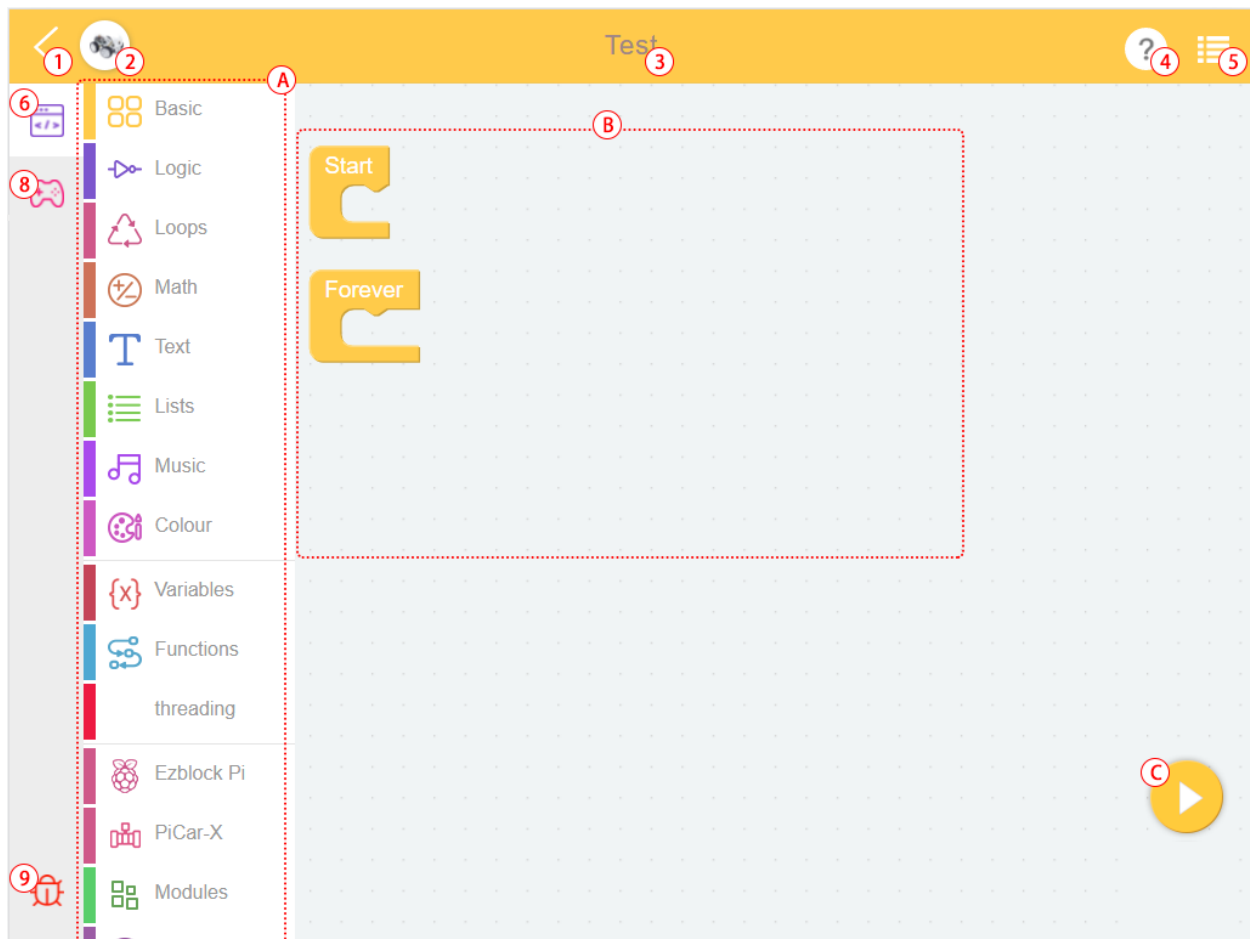 Test
1 2 3 4 5
A
6
</>
Basic
B
Logic
Start
8
Loops
Math
Forever
Text
Lists
Music
Colour
{x} Variables
Functions
threading
Ezblock Pi
C
PiCar-X
9
Modules